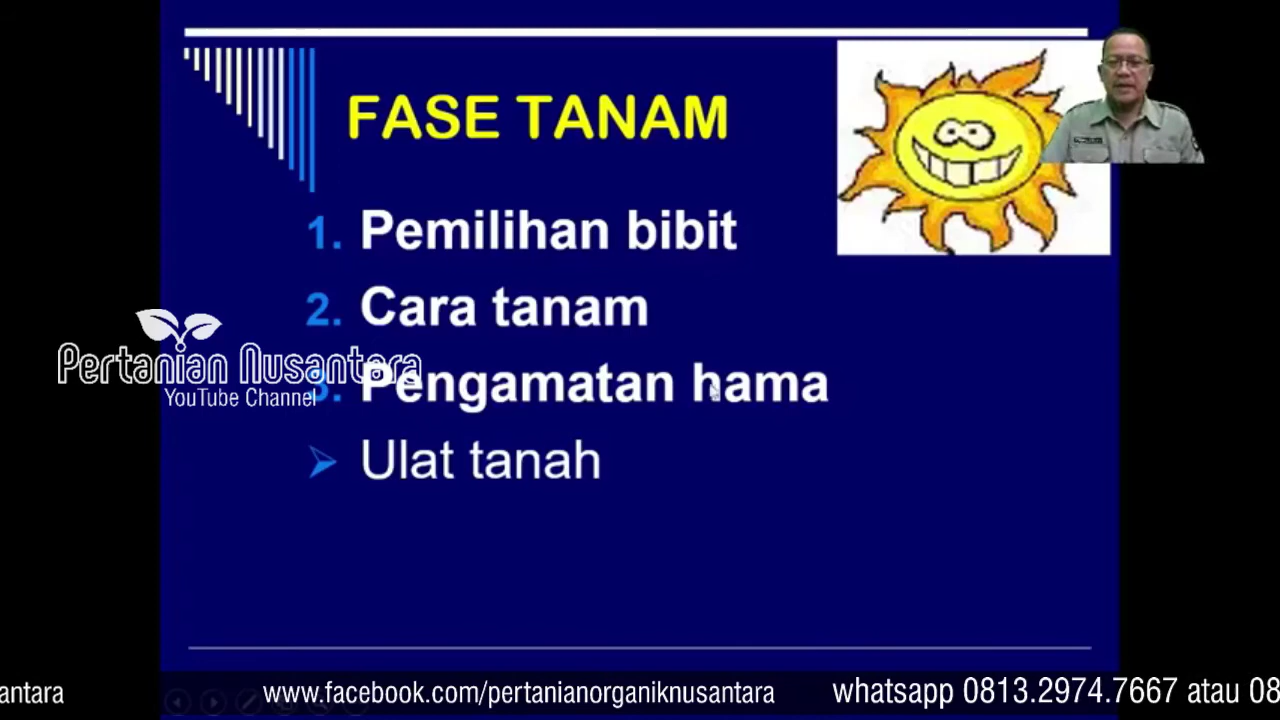 FASE TANAM
1. Pemilihan bibit
2. Cara tanam
Pertanian Nusantara
YouTube Channel
3. Pengamatan hama
Ulat tanah
antara
www.facebook.com/pertanianorganiknusantara
whatsapp 0813.2974.7667 atau 08